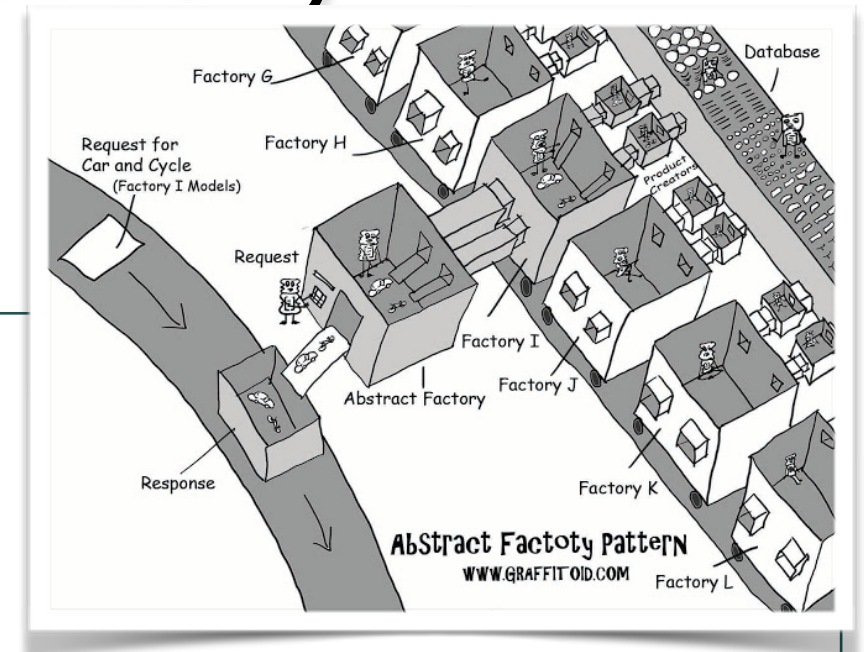 Factory G
Database
Request for
Car and Cycle
(Factory I Models)
Factory H
Product
Creators
Request
Factory I
Abstract Factory
Factory J
Response
Factory K
Abstract Factoty Pattern
www.graffitoid.com
Factory L